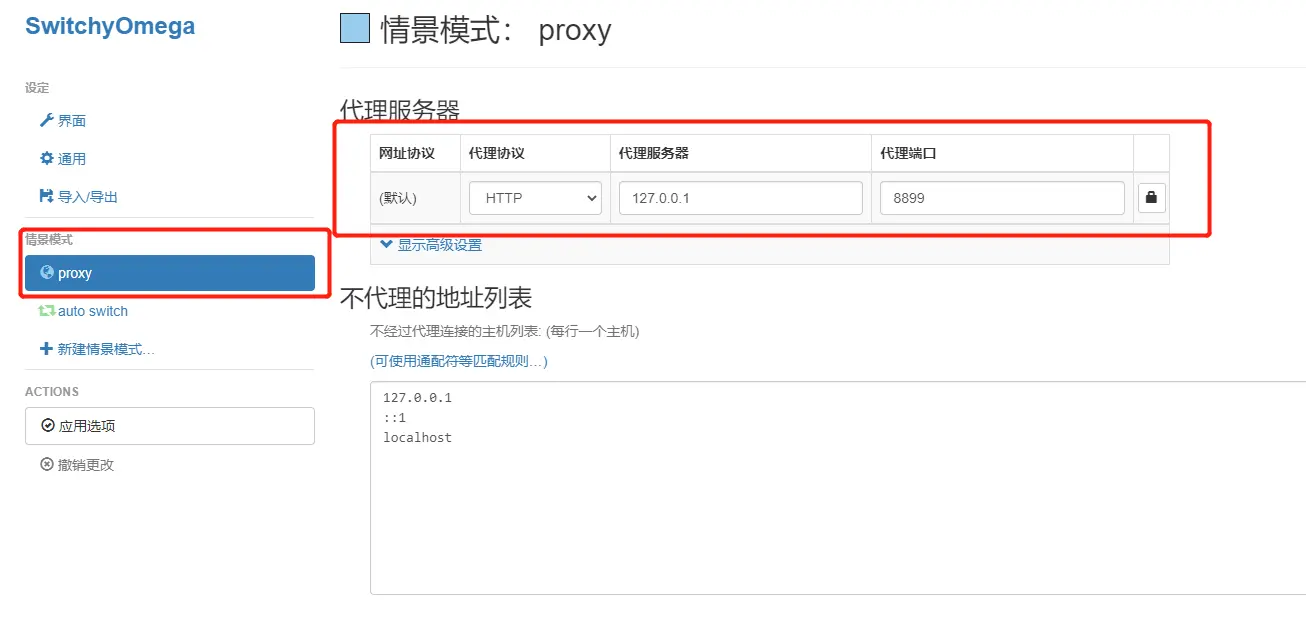 SwitchyOmega
设定
界面
通用
导入/导出
情景模式
proxy
auto switch
新建情景模式…
ACTIONS
应用选项
撤销更改
情景模式： proxy
代理服务器
网址协议 代理协议 代理服务器 代理端口
(默认) HTTP 127.0.0.1 8899
显示高级设置
不代理的地址列表
不经过代理连接的主机列表: (每行一个主机)
(可使用通配符等匹配规则…)
127.0.0.1
::1
localhost